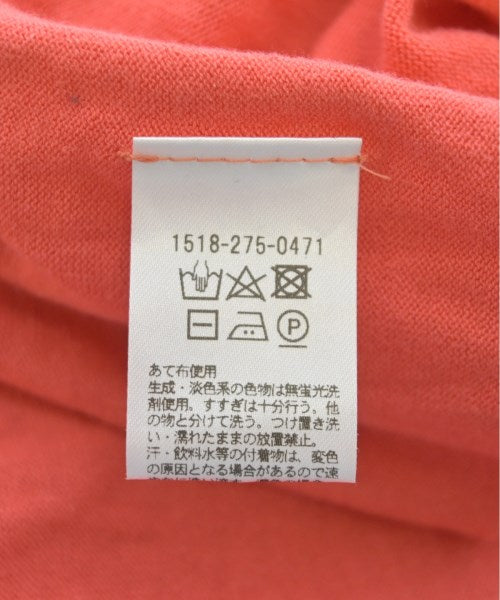 1518-275-0471
P
あて布使用
生成・淡色系の色物は無蛍光洗
剤使用。すすぎは十分行う。他
の物と分けて洗う。つけ置き洗
い・濡れたままの放置禁止。
汗・飲料水等の付着物は、変色
の原因となる場合があるので速